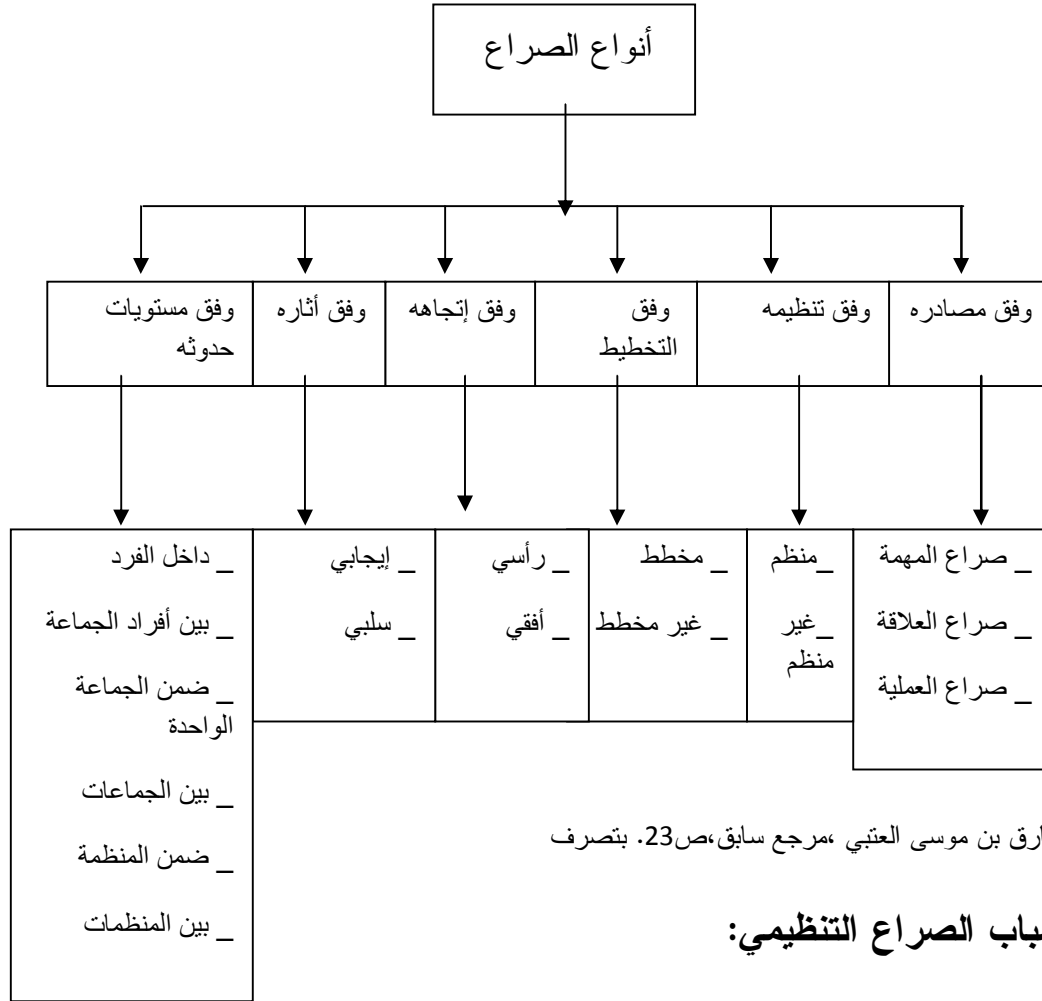 أنواع الصراع
وفق مصادره
وفق تنظيمه
وفق
التخطيط
وفق إتجاهه
وفق أثاره
وفق مستويات
حدوثه
_ صراع المهمة
_ صراع العلاقة
_ صراع العملية
_منظم
_غير
منظم
_ مخطط
_ غير مخطط
_ رأسي
_ أفقي
_ إيجابي
_ سلبي
_ داخل الفرد
_ بين أفراد الجماعة
_ ضمن الجماعة
الواحدة
_ بين الجماعات
_ ضمن المنظمة
_ بين المنظمات
ارق بن موسى العتبي ،مرجع سابق،ص23. بتصرف
باب الصراع التنظيمي: